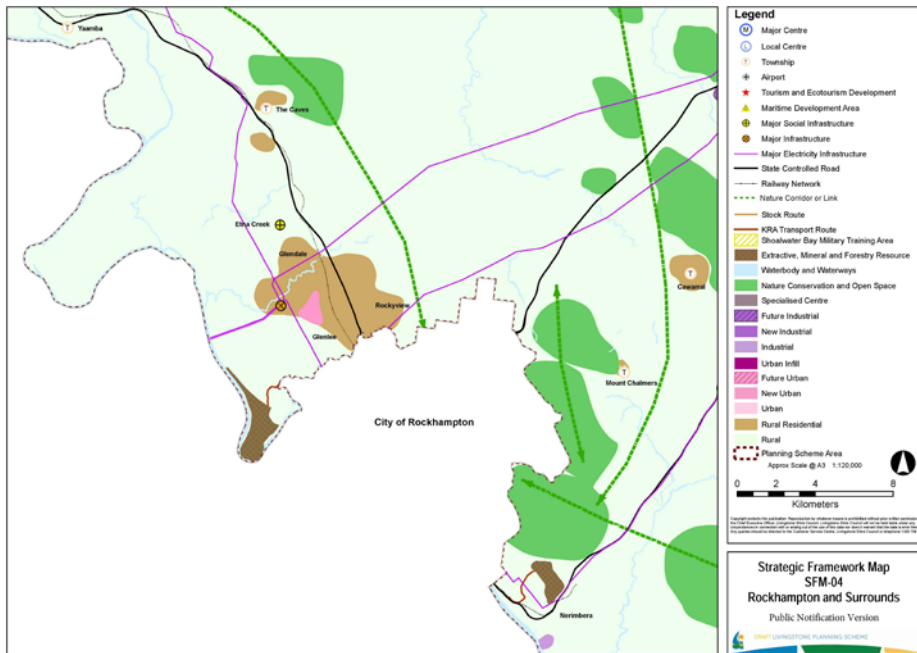 Yaamba
The Caves
Etna Creek
Glendale
Rockyview
Glenlee
Cawarral
Mount Chalmers
City of Rockhampton
Nerimbera
T
T
T
T
Legend
M Major Centre
L Local Centre
T Township
Airport
Tourism and Ecotourism Development
Maritime Development Area
Major Social Infrastructure
Major Infrastructure
Major Electricity Infrastructure
State Controlled Road
Railway Network
Nature Corridor or Link
Stock Route
KRA Transport Route
Shoalwater Bay Military Training Area
Extractive, Mineral and Forestry Resource
Waterbody and Waterways
Nature Conservation and Open Space
Specialised Centre
Future Industrial
New Industrial
Industrial
Urban Infill
Future Urban
New Urban
Urban
Rural Residential
Rural
Planning Scheme Area
Approx Scale @ A3 1:120,000
0 2 4 8
Kilometers
Strategic Framework Map
SFM-04
Rockhampton and Surrounds
Public Notification Version
DRAFT LIVINGSTONE PLANNING SCHEME